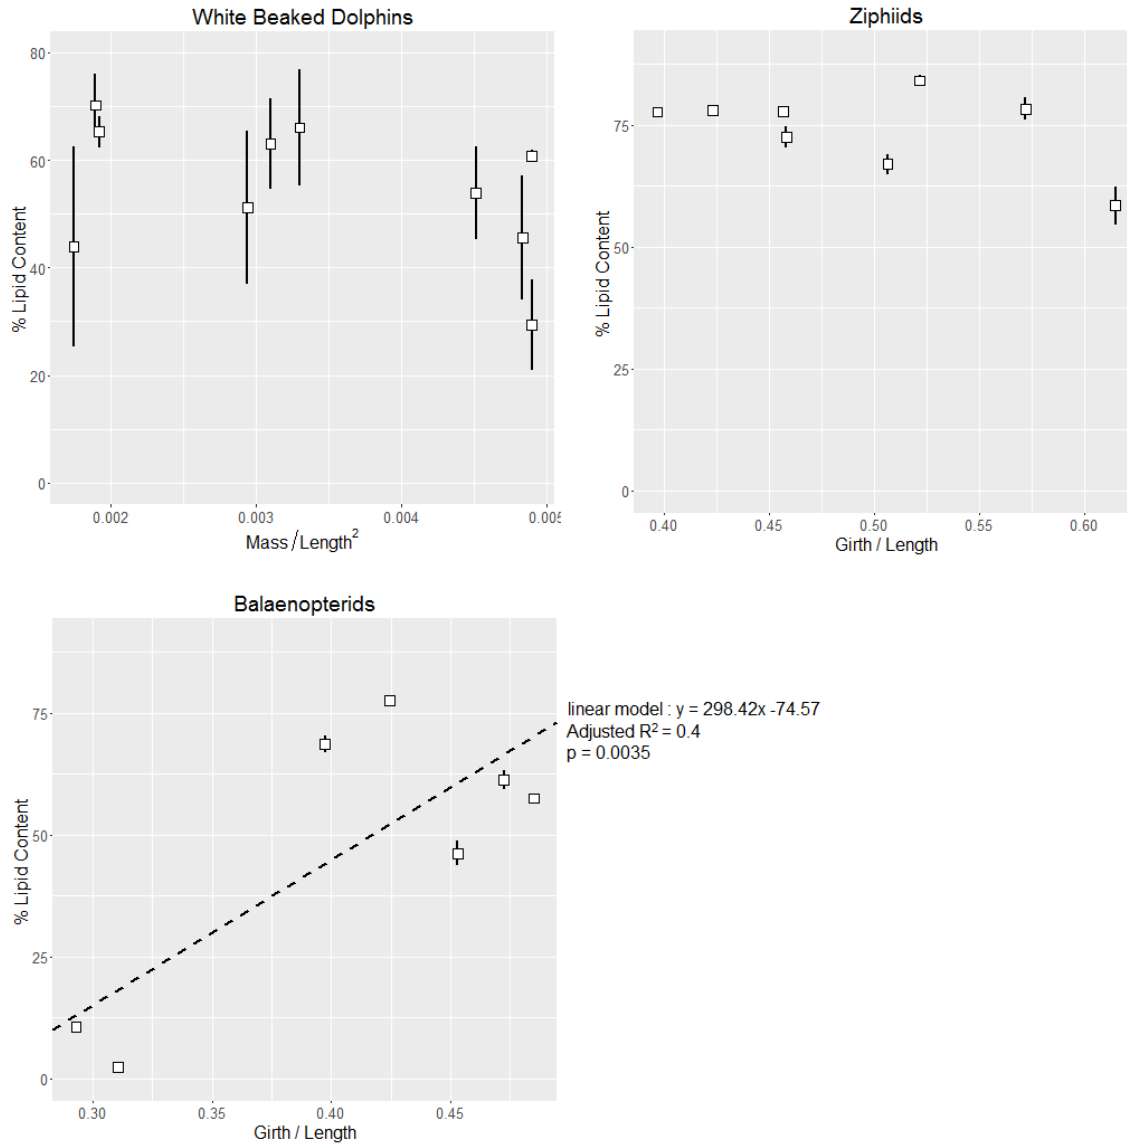 White Beaked Dolphins
% Lipid Content
80
60
40
20
0
0.002 0.003 0.004 0.005
Mass/Length²
Ziphiids
% Lipid Content
75
50
25
0
0.40 0.45 0.50 0.55 0.60
Girth / Length
Balaenopterids
% Lipid Content
75
50
25
0
0.30 0.35 0.40 0.45
Girth / Length
linear model : y = 298.42x -74.57
Adjusted R² = 0.4
p = 0.0035